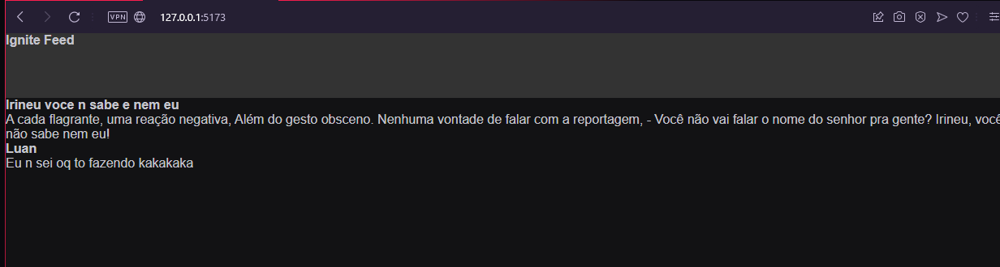 VPN 127.0.0.1:5173
Ignite Feed
Irineu voce n sabe e nem eu
A cada flagrante, uma reação negativa, Além do gesto obsceno. Nenhuma vontade de falar com a reportagem, - Você não vai falar o nome do senhor pra gente? Irineu, você
não sabe nem eu!
Luan
Eu n sei oq to fazendo kakakaka